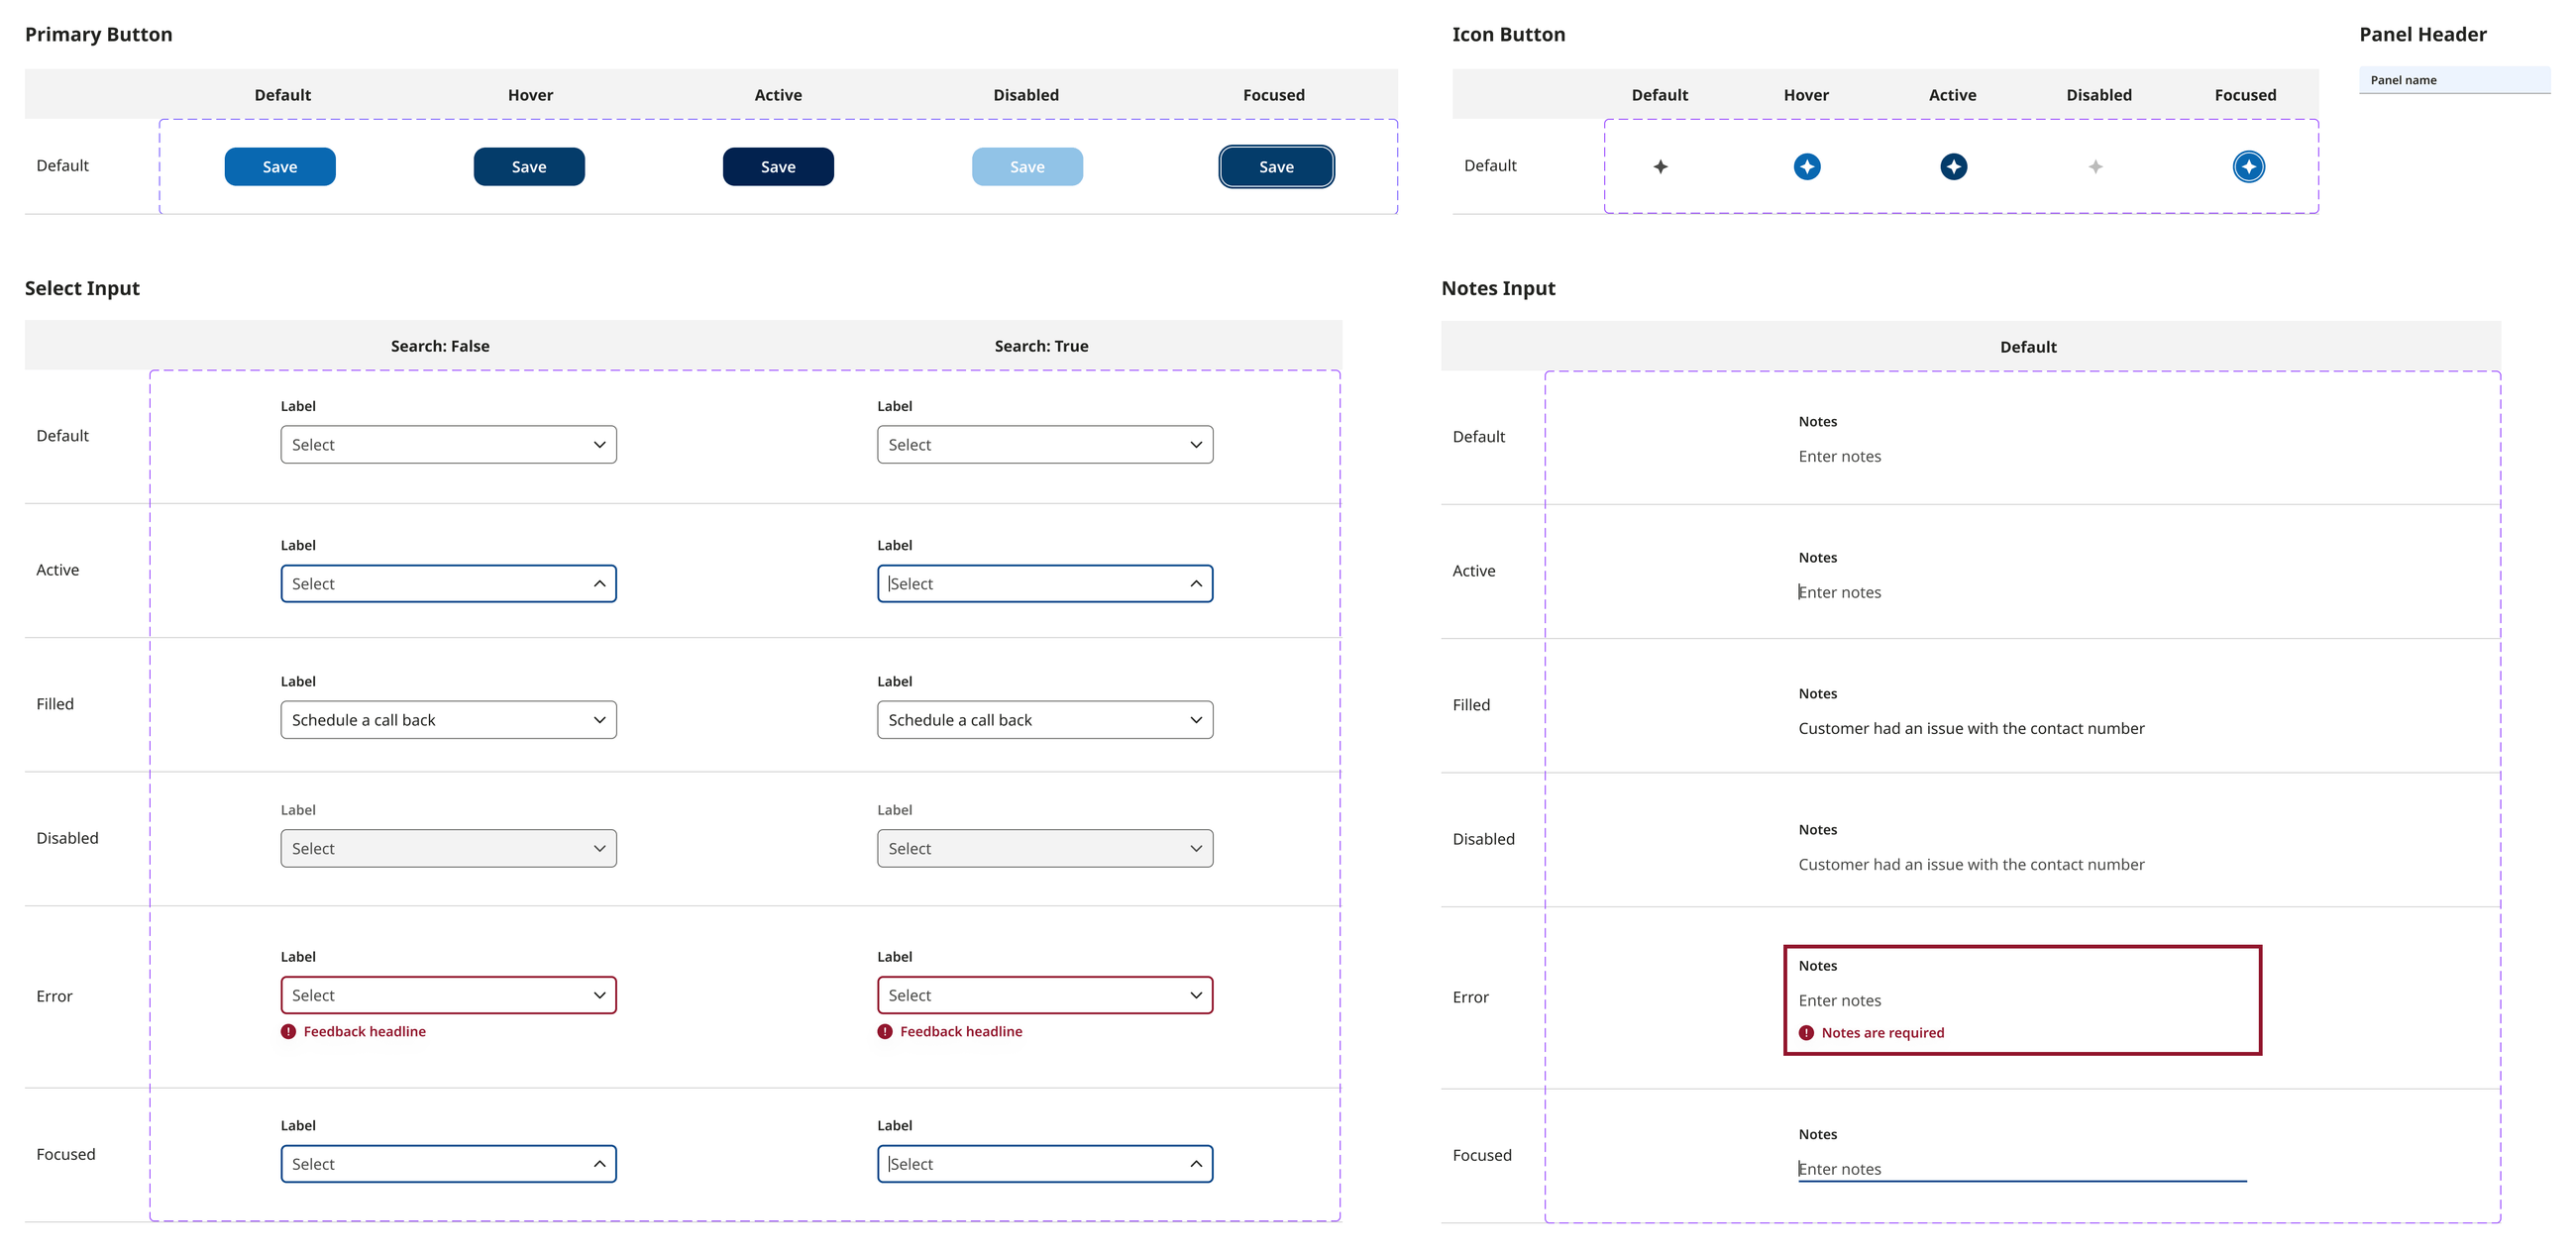 Primary Button
Default Hover Active Disabled Focused
Default Save Save Save Save Save
Icon Button
Default Hover Active Disabled Focused
Default
Panel Header
Panel name
Select Input
Search: False Search: True
Default
Label Label
Select Select
Active
Label Label
Select Select
Filled
Label Label
Schedule a call back Schedule a call back
Disabled
Label Label
Select Select
Error
Label Label
Select Select
Feedback headline Feedback headline
Focused
Label Label
Select Select
Notes Input
Default
Default
Notes
Enter notes
Active
Notes
Enter notes
Filled
Notes
Customer had an issue with the contact number
Disabled
Notes
Customer had an issue with the contact number
Error
Notes
Enter notes
Notes are required
Focused
Notes
Enter notes